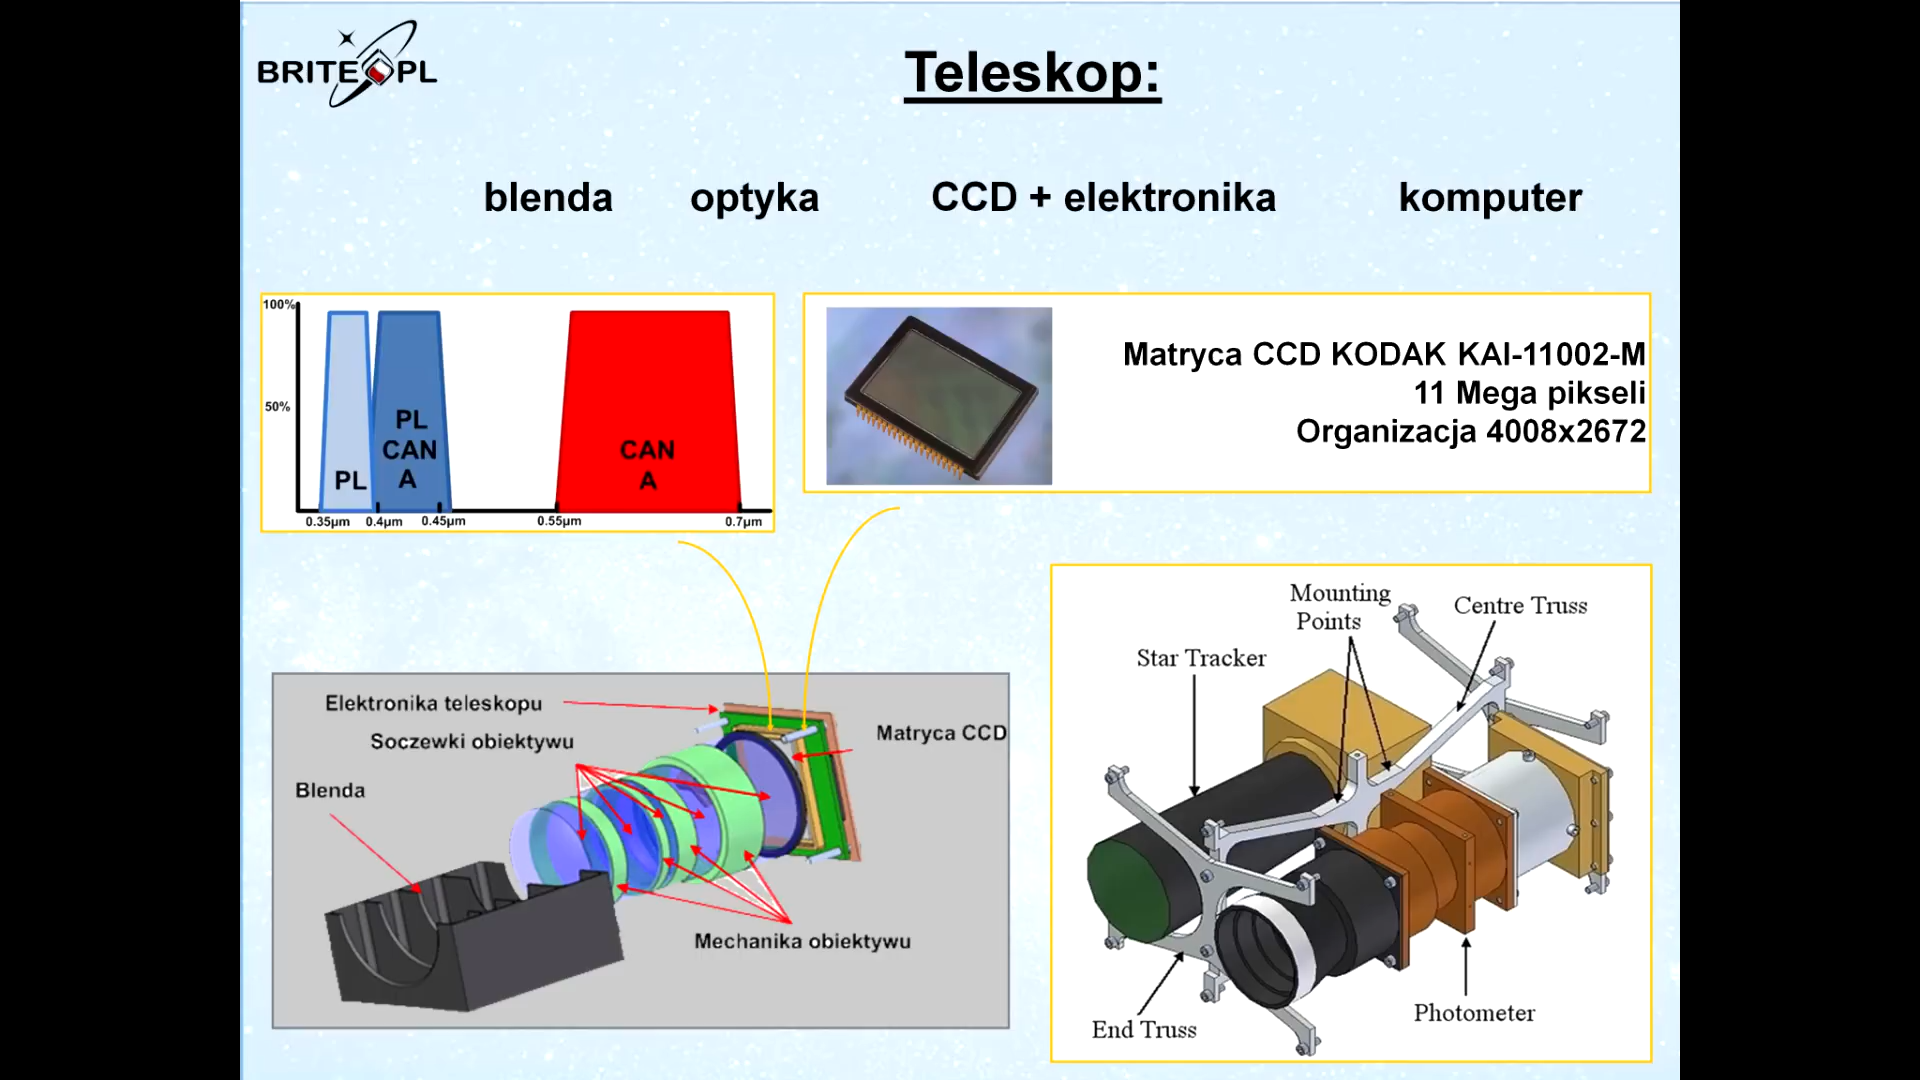 BRITE PL
Teleskop:
blenda optyka CCD + elektronika komputer
100%
50%
PL
PL
CAN
A
CAN
A
0.35µm 0.4µm 0.45µm 0.55µm 0.7µm
Matryca CCD KODAK KAI-11002-M
11 Mega pikseli
Organizacja 4008x2672
Elektronika teleskopu
Soczewki obiektywu
Matryca CCD
Blenda
Mechanika obiektywu
Mounting
Points
Centre Truss
Star Tracker
End Truss
Photometer